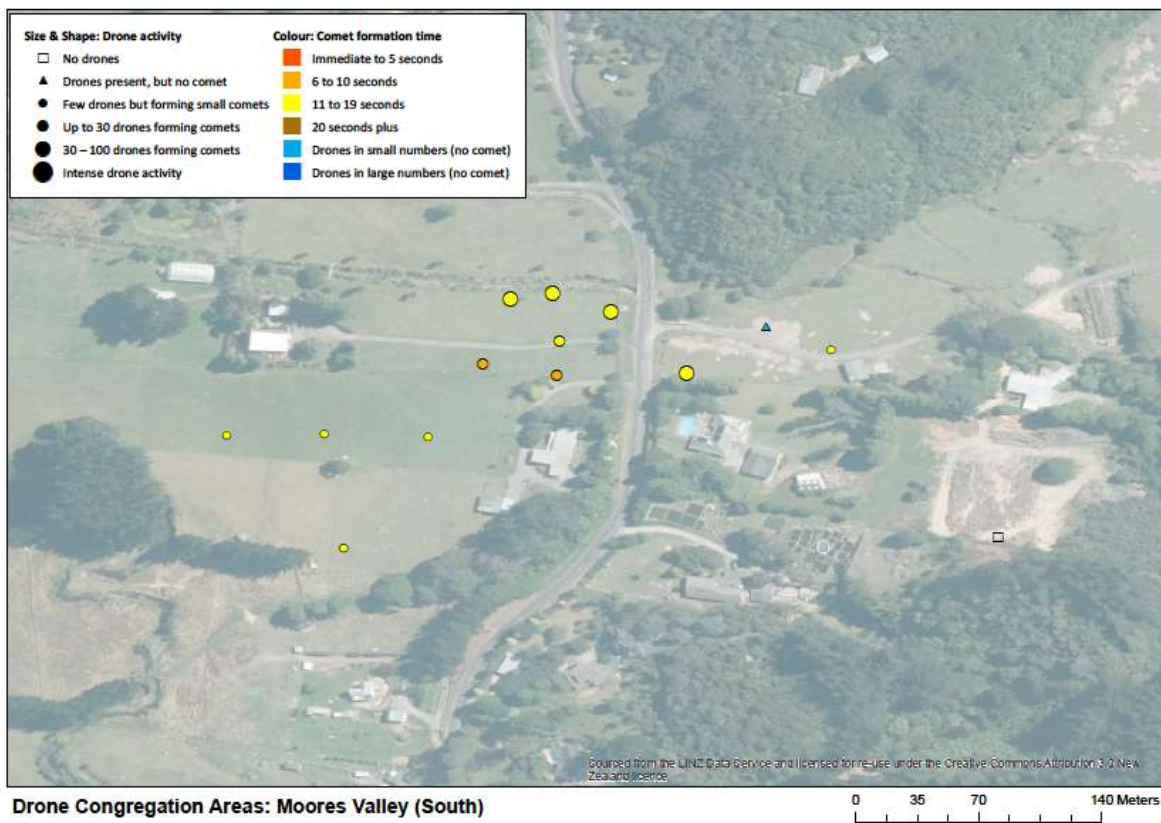 Size & Shape: Drone activity
No drones
Drones present, but no comet
Few drones but forming small comets
Up to 30 drones forming comets
30 – 100 drones forming comets
Intense drone activity
Colour: Comet formation time
Immediate to 5 seconds
6 to 10 seconds
11 to 19 seconds
20 seconds plus
Drones in small numbers (no comet)
Drones in large numbers (no comet)
Sourced from the LINZ Data Service and licensed for re-use under the Creative Commons Attribution 3.0 New
Zealand licence
Drone Congregation Areas: Moores Valley (South)
0 35 70 140 Meters